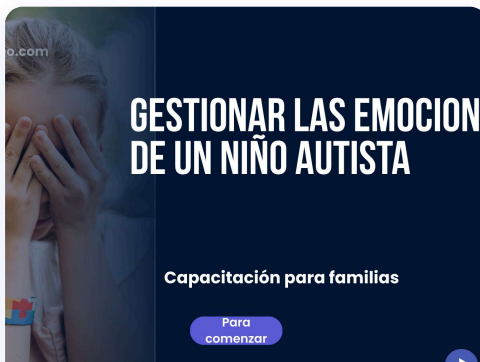 o.com
GESTIONAR LAS EMOCION
DE UN NIÑO AUTISTA
Capacitación para familias
Para
comenzar